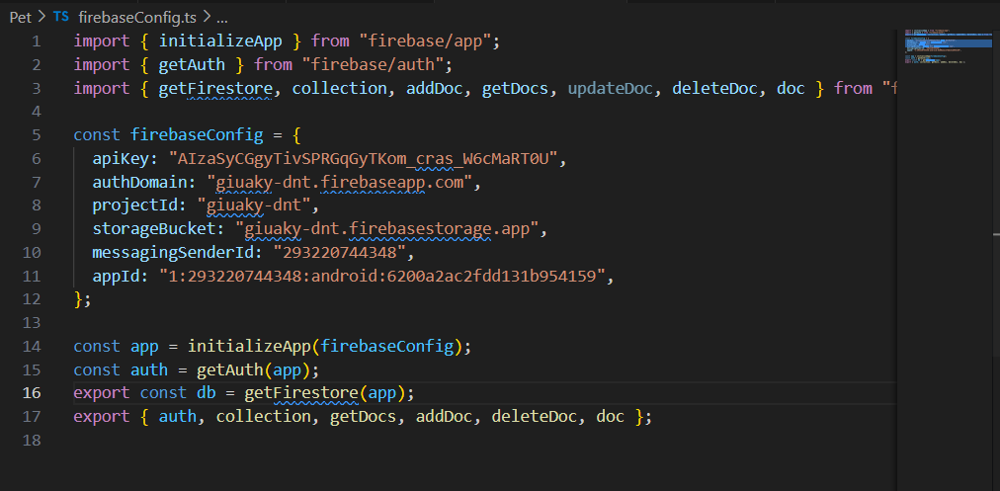 Pet > TS firebaseConfig.ts > ...
1 import { initializeApp } from "firebase/app";
2 import { getAuth } from "firebase/auth";
3 import { getFirestore, collection, addDoc, getDocs, updateDoc, deleteDoc, doc } from "f
4
5 const firebaseConfig = {
6 apiKey: "AIzaSyCGgyTivSPRGqGyTKom_cras_W6cMaRT0U",
7 authDomain: "giuaky-dnt.firebaseapp.com",
8 projectId: "giuaky-dnt",
9 storageBucket: "giuaky-dnt.firebasestorage.app",
10 messagingSenderId: "293220744348",
11 appId: "1:293220744348:android:6200a2ac2fdd131b954159",
12 };
13
14 const app = initializeApp(firebaseConfig);
15 const auth = getAuth(app);
16 export const db = getFirestore(app);
17 export { auth, collection, getDocs, addDoc, deleteDoc, doc };
18